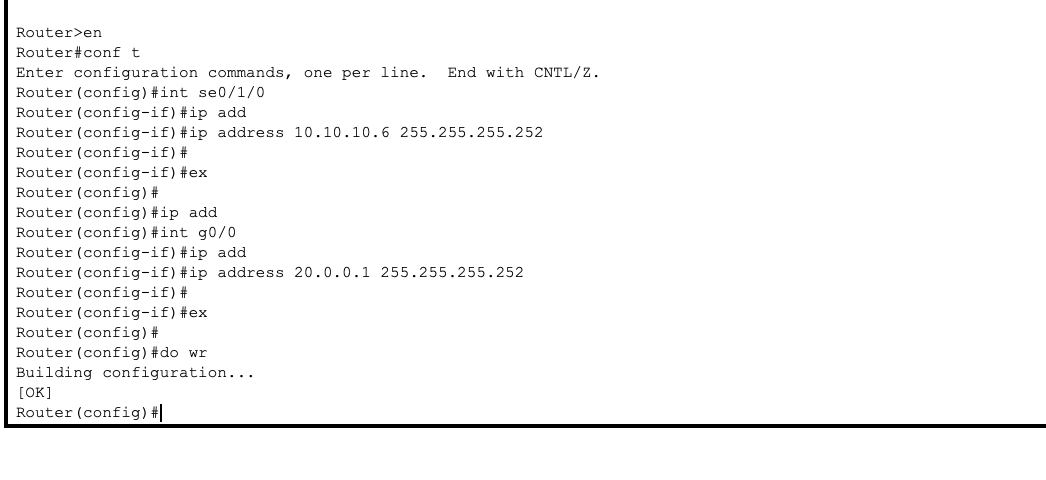 Router>en
Router#conf t
Enter configuration commands, one per line.  End with CNTL/Z.
Router(config)#int se0/1/0
Router(config-if)#ip add
Router(config-if)#ip address 10.10.10.6 255.255.255.252
Router(config-if)#
Router(config-if)#ex
Router(config)#
Router(config)#ip add
Router(config)#int g0/0
Router(config-if)#ip add
Router(config-if)#ip address 20.0.0.1 255.255.255.252
Router(config-if)#
Router(config-if)#ex
Router(config)#
Router(config)#do wr
Building configuration...
[OK]
Router(config)#